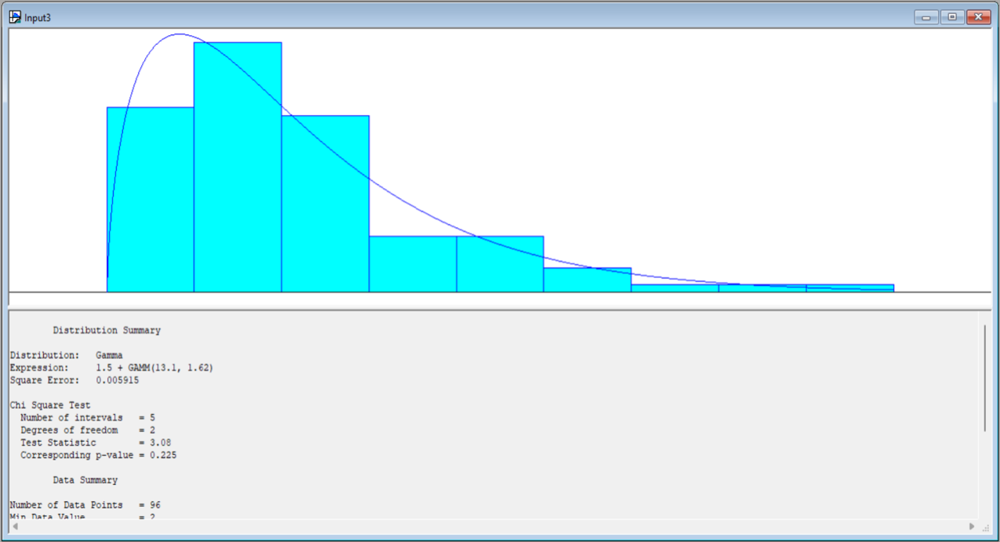 Input3
Distribution Summary
Distribution: Gamma
Expression: 1.5 + GAMM(13.1, 1.62)
Square Error: 0.005915
Chi Square Test
Number of intervals = 5
Degrees of freedom = 2
Test Statistic = 3.08
Corresponding p-value = 0.225
Data Summary
Number of Data Points = 96
Min Data Value = 2